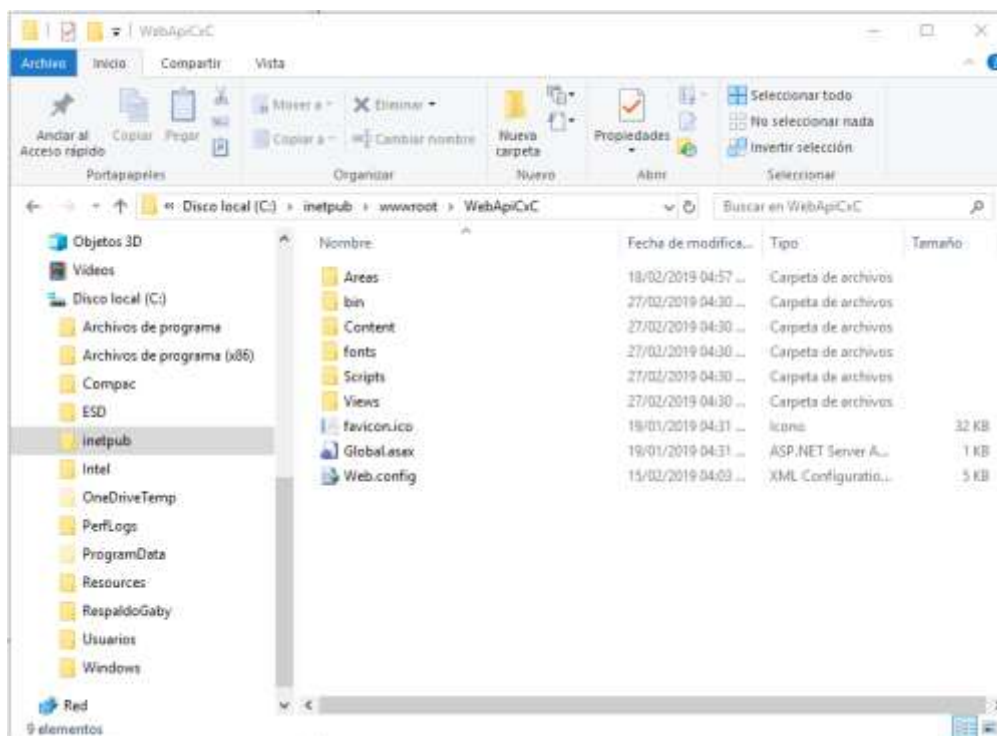 WebApiCxC
Archivo Inicio Compartir Vista
Anclar al Acceso rápido
Copiar
Pegar
Mover a
Copiar a
Eliminar
Cambiar nombre
Nueva carpeta
Propiedades
Seleccionar todo
No seleccionar nada
Invertir selección
Portapapeles Organizar Nuevo Abrir Seleccionar
« Disco local (C:) › inetpub › wwwroot › WebApiCxC
Buscar en WebApiCxC
Objetos 3D
Vídeos
Disco local (C:)
Archivos de programa
Archivos de programa (x86)
Compac
ESD
inetpub
Intel
OneDriveTemp
PerfLogs
ProgramData
Resources
RespaldoGaby
Usuarios
Windows
Red
Nombre Fecha de modifica... Tipo Tamaño
Areas 18/02/2019 04:57 ... Carpeta de archivos
bin 27/02/2019 04:30 ... Carpeta de archivos
Content 27/02/2019 04:30 ... Carpeta de archivos
fonts 27/02/2019 04:30 ... Carpeta de archivos
Scripts 27/02/2019 04:30 ... Carpeta de archivos
Views 27/02/2019 04:30 ... Carpeta de archivos
favicon.ico 19/01/2019 04:31 ... Icono 32 KB
Global.asax 19/01/2019 04:31 ... ASP.NET Server A... 1 KB
Web.config 15/02/2019 04:03 ... XML Configuratio... 5 KB
9 elementos